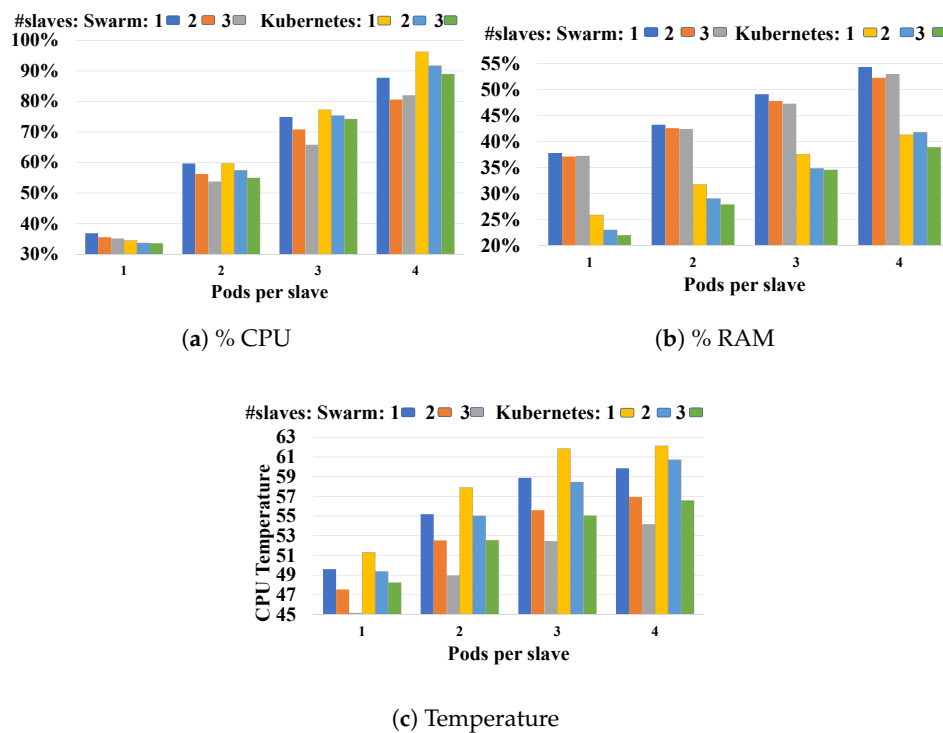 #slaves: Swarm: 1 2 3 Kubernetes: 1 2 3
100%
90%
80%
70%
60%
50%
40%
30%
1 2 3 4
Pods per slave
(a) % CPU
#slaves: Swarm: 1 2 3 Kubernetes: 1 2 3
55%
50%
45%
40%
35%
30%
25%
20%
1 2 3 4
Pods per slave
(b) % RAM
#slaves: Swarm: 1 2 3 Kubernetes: 1 2 3
CPU Temperature
63
61
59
57
55
53
51
49
47
45
1 2 3 4
Pods per slave
(c) Temperature